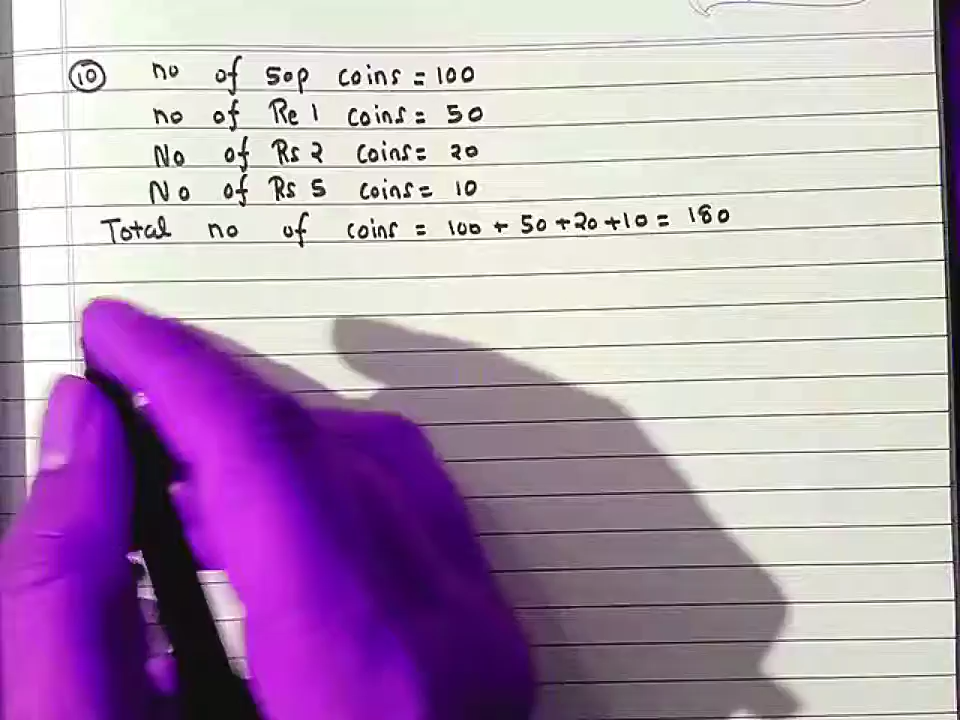 10 no of 50p coins = 100
no of Re 1 coins = 50
No of Rs 2 coins = 20
No of Rs 5 coins = 10
Total no of coins = 100 + 50 + 20 + 10 = 180